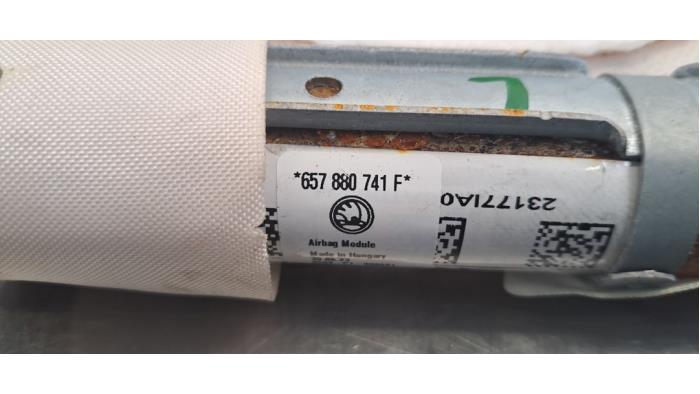 *657 880 741 F*
Airbag Module
Made in Hungary
23177IA0
L